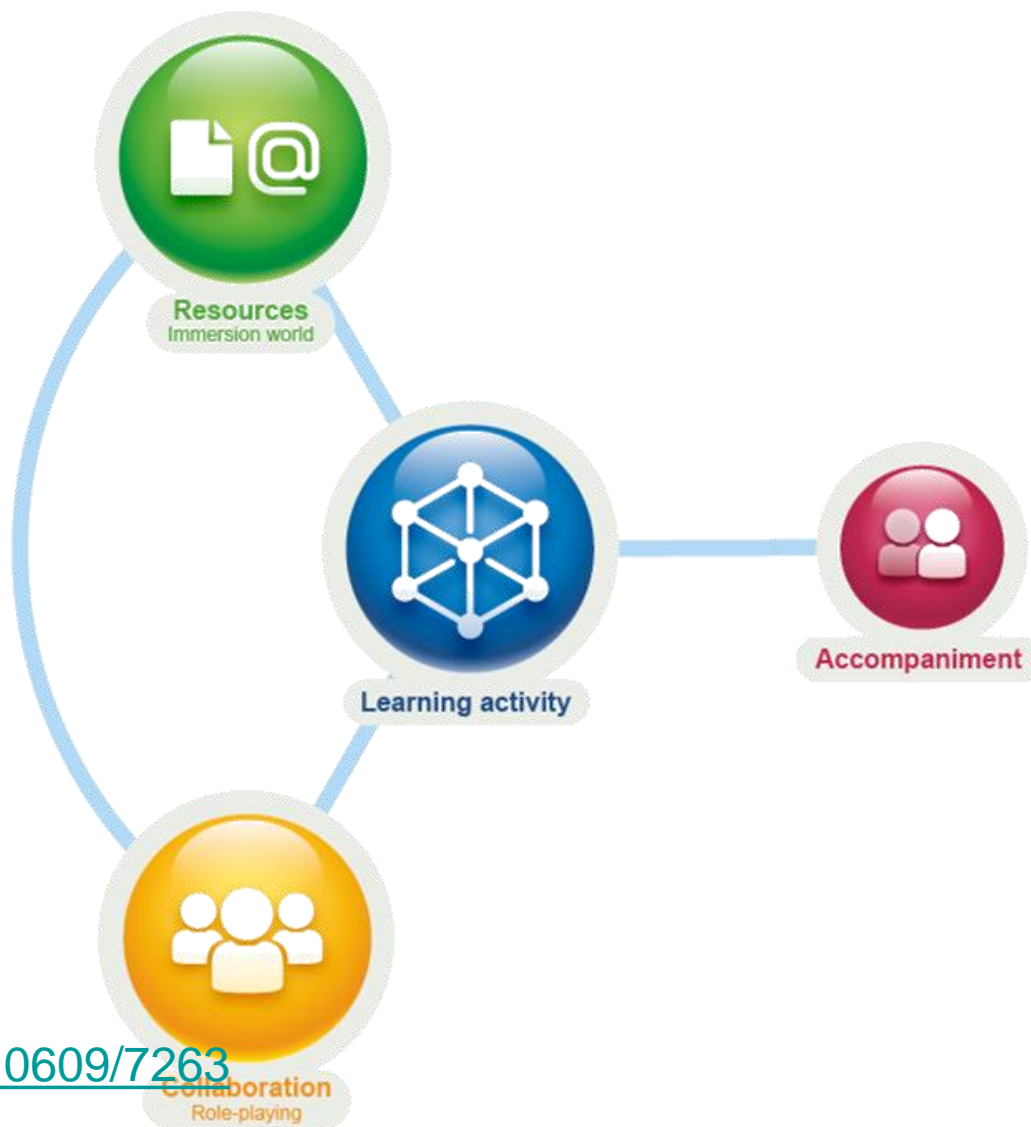 @
Resources
Immersion world
Learning activity
Accompaniment
0609/7263
Collaboration
Role-playing